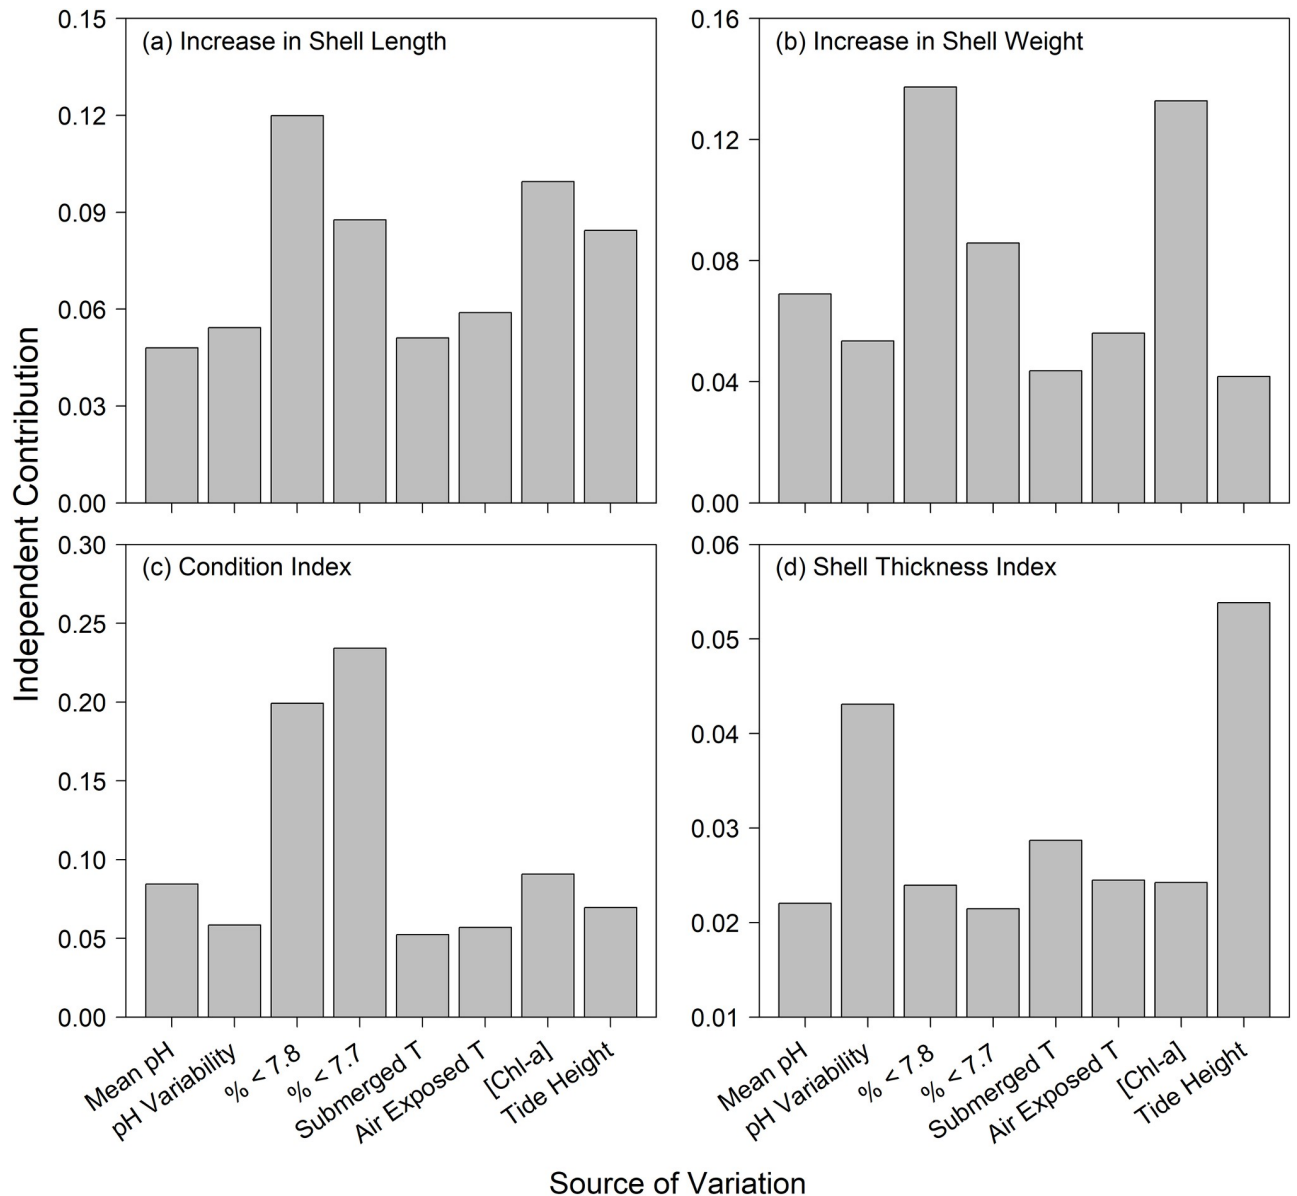 Independent Contribution
(a) Increase in Shell Length
0.15
0.12
0.09
0.06
0.03
0.00
(b) Increase in Shell Weight
0.16
0.12
0.08
0.04
0.00
(c) Condition Index
0.30
0.25
0.20
0.15
0.10
0.05
0.00
Mean pH
pH Variability
% < 7.8
% < 7.7
Submerged T
Air Exposed T
[Chl-a]
Tide Height
(d) Shell Thickness Index
0.06
0.05
0.04
0.03
0.02
0.01
Mean pH
pH Variability
% < 7.8
% < 7.7
Submerged T
Air Exposed T
[Chl-a]
Tide Height
Source of Variation